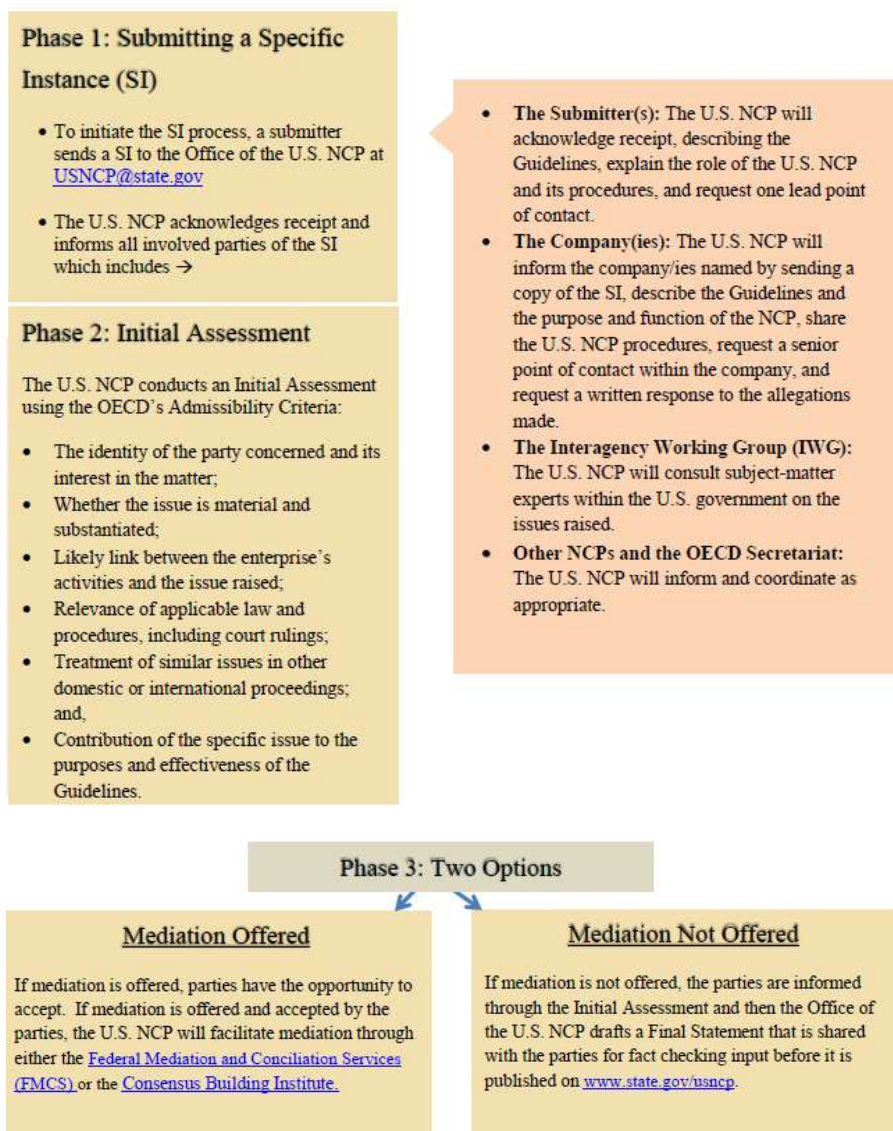 Phase 1: Submitting a Specific
Instance (SI)
• To initiate the SI process, a submitter
sends a SI to the Office of the U.S. NCP at
USNCP@state.gov
• The U.S. NCP acknowledges receipt and
informs all involved parties of the SI
which includes →
• The Submitter(s): The U.S. NCP will
acknowledge receipt, describing the
Guidelines, explain the role of the U.S. NCP
and its procedures, and request one lead point
of contact.
• The Company(ies): The U.S. NCP will
inform the company/ies named by sending a
copy of the SI, describe the Guidelines and
the purpose and function of the NCP, share
the U.S. NCP procedures, request a senior
point of contact within the company, and
request a written response to the allegations
made.
• The Interagency Working Group (IWG):
The U.S. NCP will consult subject-matter
experts within the U.S. government on the
issues raised.
• Other NCPs and the OECD Secretariat:
The U.S. NCP will inform and coordinate as
appropriate.
Phase 2: Initial Assessment
The U.S. NCP conducts an Initial Assessment
using the OECD's Admissibility Criteria:
• The identity of the party concerned and its
interest in the matter;
• Whether the issue is material and
substantiated;
• Likely link between the enterprise's
activities and the issue raised;
• Relevance of applicable law and
procedures, including court rulings;
• Treatment of similar issues in other
domestic or international proceedings;
and,
• Contribution of the specific issue to the
purposes and effectiveness of the
Guidelines.
Phase 3: Two Options
Mediation Offered
If mediation is offered, parties have the opportunity to
accept. If mediation is offered and accepted by the
parties, the U.S. NCP will facilitate mediation through
either the Federal Mediation and Conciliation Services
(FMCS) or the Consensus Building Institute.
Mediation Not Offered
If mediation is not offered, the parties are informed
through the Initial Assessment and then the Office of
the U.S. NCP drafts a Final Statement that is shared
with the parties for fact checking input before it is
published on www.state.gov/usncp.